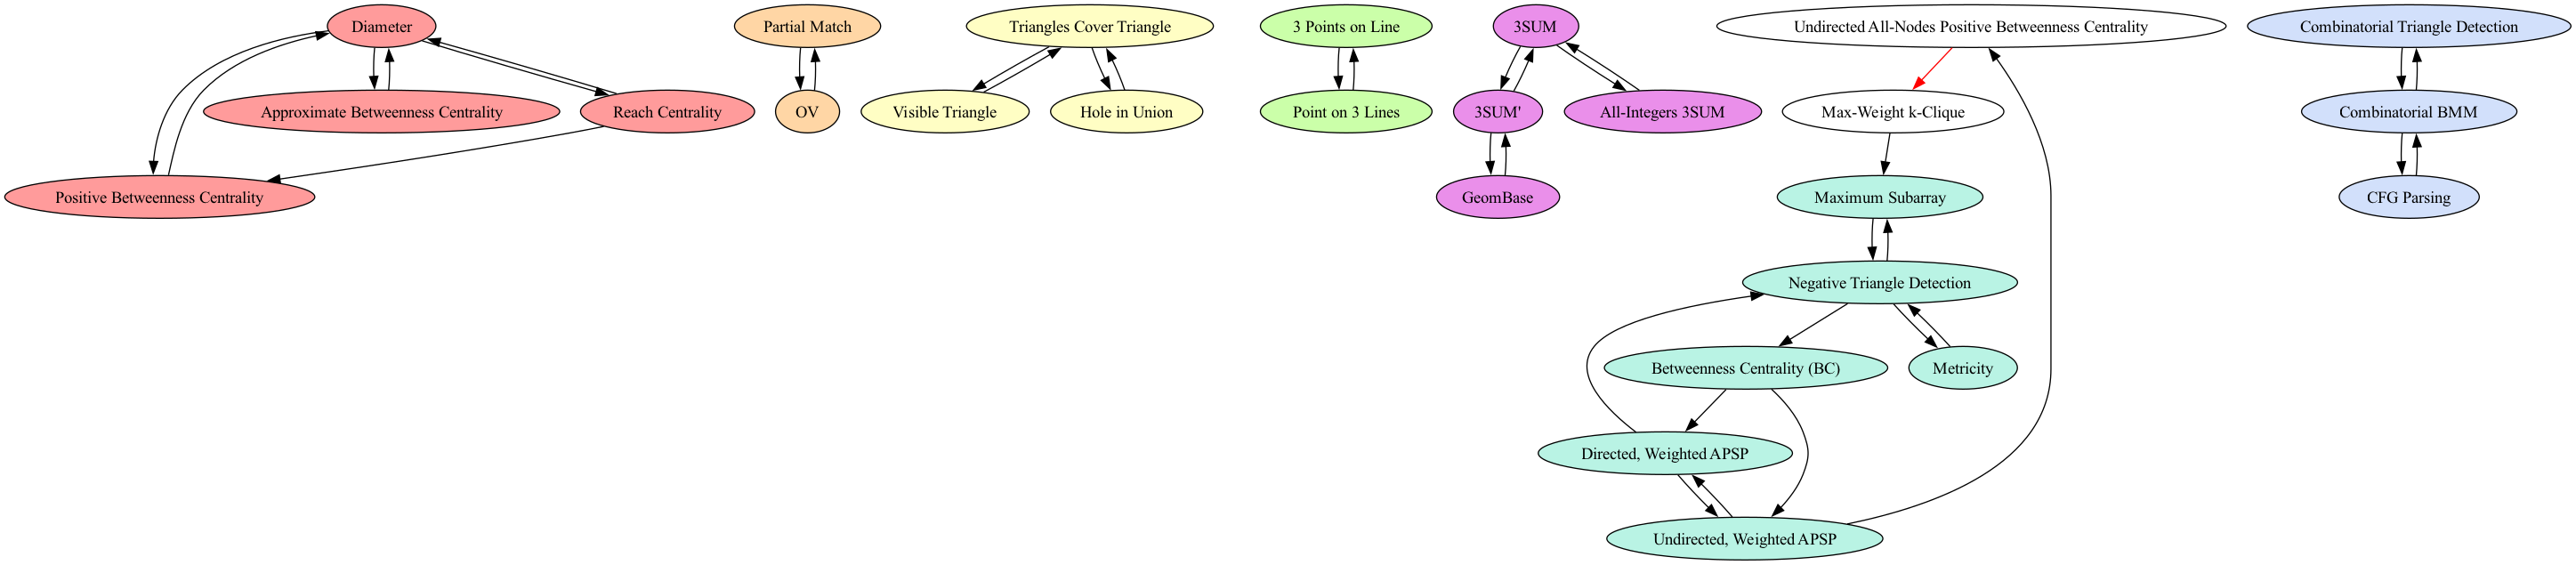 Diameter
Partial Match
Triangles Cover Triangle
3 Points on Line
3SUM
Undirected All-Nodes Positive Betweenness Centrality
Combinatorial Triangle Detection
Approximate Betweenness Centrality
Reach Centrality
OV
Visible Triangle
Hole in Union
Point on 3 Lines
3SUM'
All-Integers 3SUM
Max-Weight k-Clique
Combinatorial BMM
Positive Betweenness Centrality
GeomBase
Maximum Subarray
CFG Parsing
Negative Triangle Detection
Betweenness Centrality (BC)
Metricity
Directed, Weighted APSP
Undirected, Weighted APSP